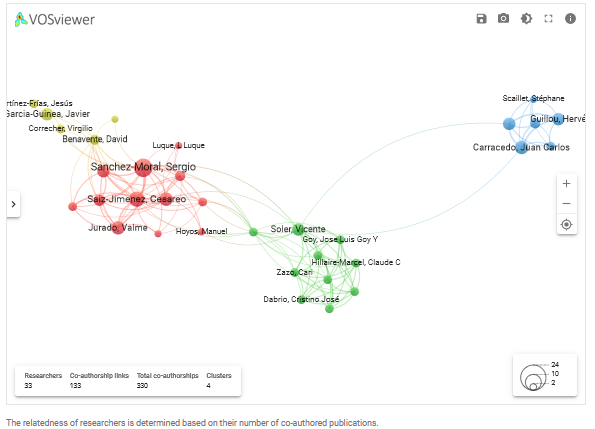 VOSviewer
rtínez-Frías, Jesús
Garcia-Guinea, Javier
Correcher, Virgilio
Benavente, David
Luque, L Luque
Sanchez-Moral, Sergio
Saiz-Jimenez, Cesareo
Jurado, Valme
Hoyos, Manuel
Scaillet, Stéphane
Guillou, Hervé
Carracedo, Juan Carlos
Soler, Vicente
Goy, Jose Luis Goy Y
Hillaire-Marcel, Claude C
Zazo, Cari
Dabrio, Cristino José
Researchers Co-authorship links Total co-authorships Clusters
33 133 330 4
24
10
2
The relatedness of researchers is determined based on their number of co-authored publications.